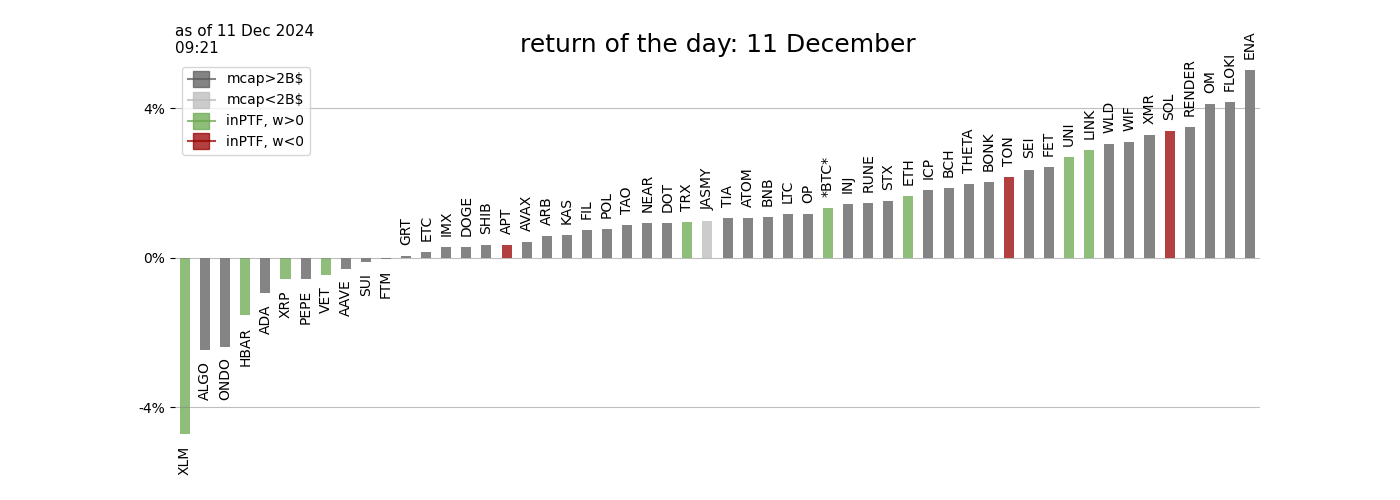 as of 11 Dec 2024
09:21
return of the day: 11 December
mcap>2B$
mcap<2B$
inPTF, w>0
inPTF, w<0
4%
0%
-4%
XLM
ALGO
ONDO
HBAR
ADA
XRP
PEPE
VET
AAVE
SUI
FTM
GRT
ETC
IMX
DOGE
SHIB
APT
AVAX
ARB
KAS
FIL
POL
TAO
NEAR
DOT
TRX
JASMY
TIA
ATOM
BNB
LTC
OP
*BTC*
INJ
RUNE
STX
ETH
ICP
BCH
THETA
BONK
TON
SEI
FET
UNI
LINK
WLD
WIF
XMR
SOL
RENDER
OM
FLOKI
ENA